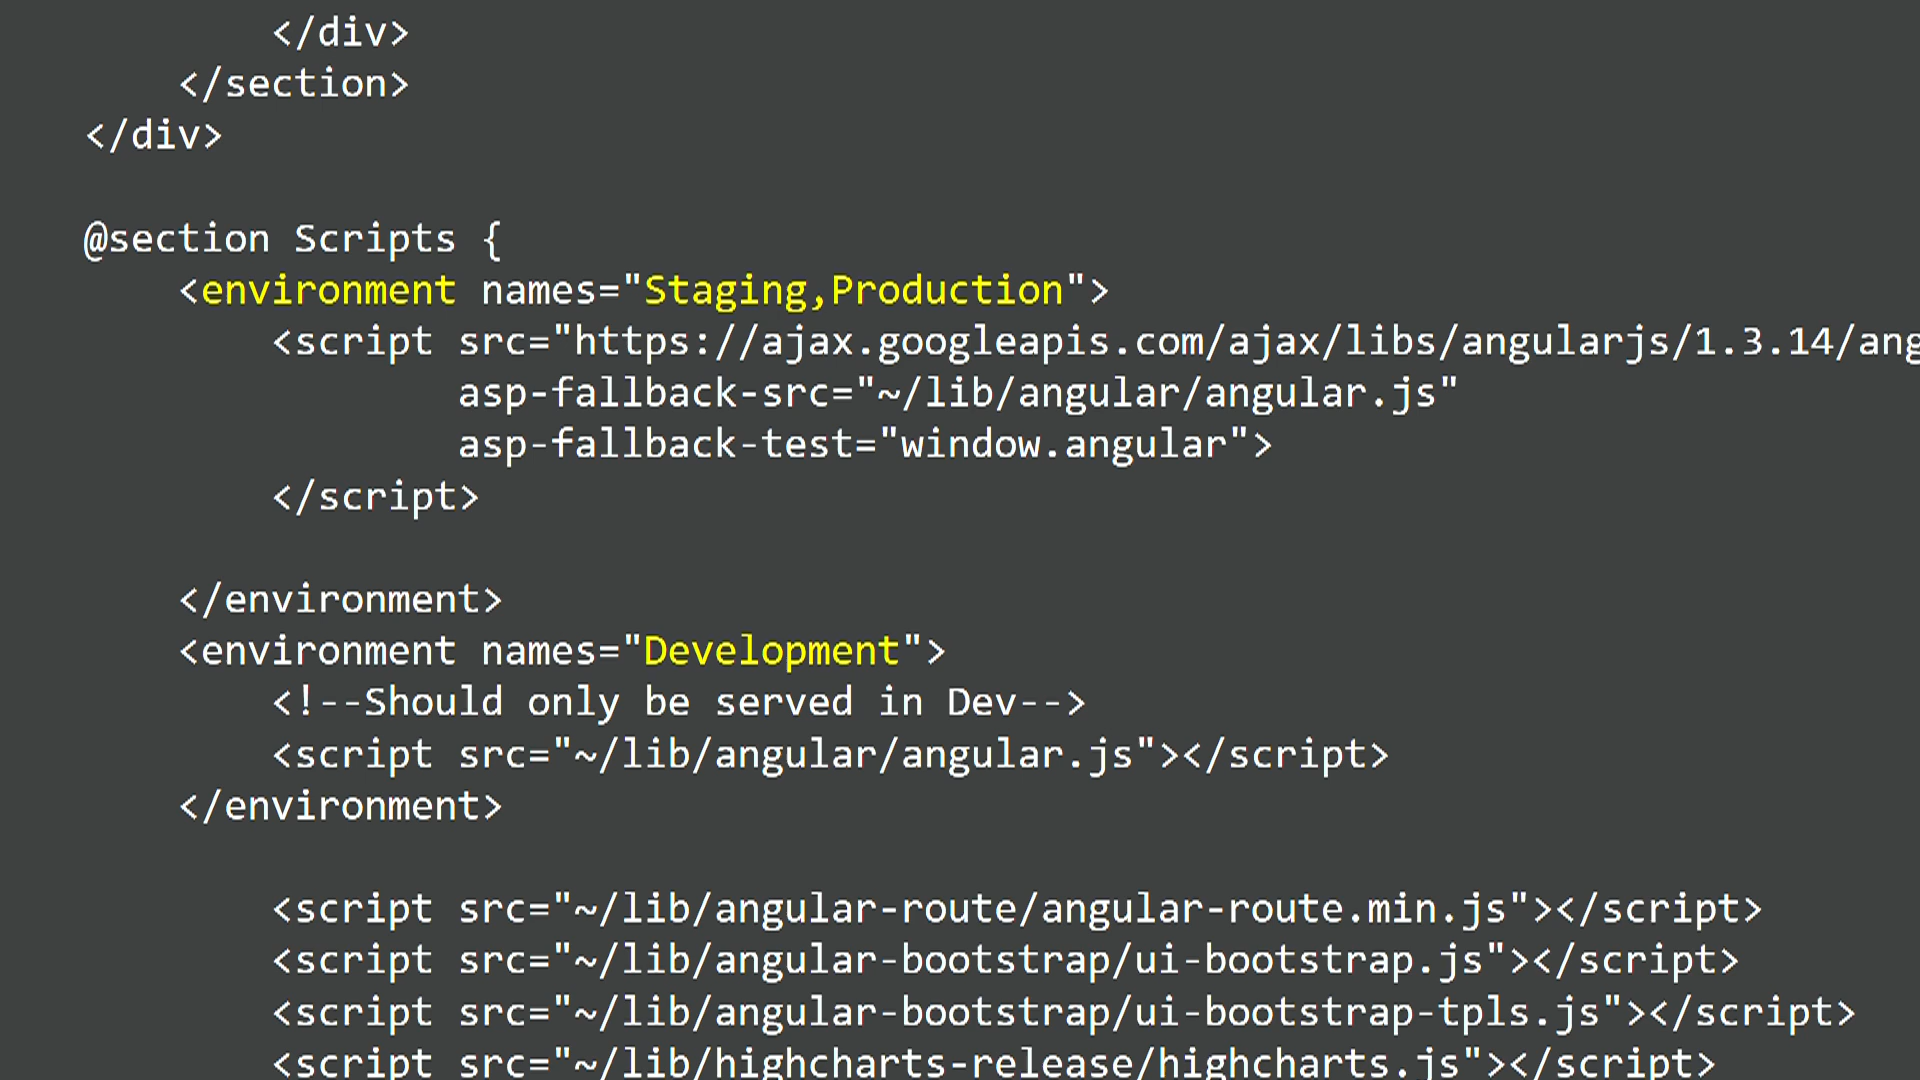 </div>
</section>
</div>
@section Scripts {
<environment names="Staging,Production">
<script src="https://ajax.googleapis.com/ajax/libs/angularjs/1.3.14/ang
asp-fallback-src="~/lib/angular/angular.js"
asp-fallback-test="window.angular">
</script>
</environment>
<environment names="Development">
<!--Should only be served in Dev-->
<script src="~/lib/angular/angular.js"></script>
</environment>
<script src="~/lib/angular-route/angular-route.min.js"></script>
<script src="~/lib/angular-bootstrap/ui-bootstrap.js"></script>
<script src="~/lib/angular-bootstrap/ui-bootstrap-tpls.js"></script>
<script src="~/lib/highcharts-release/highcharts.js"></script>